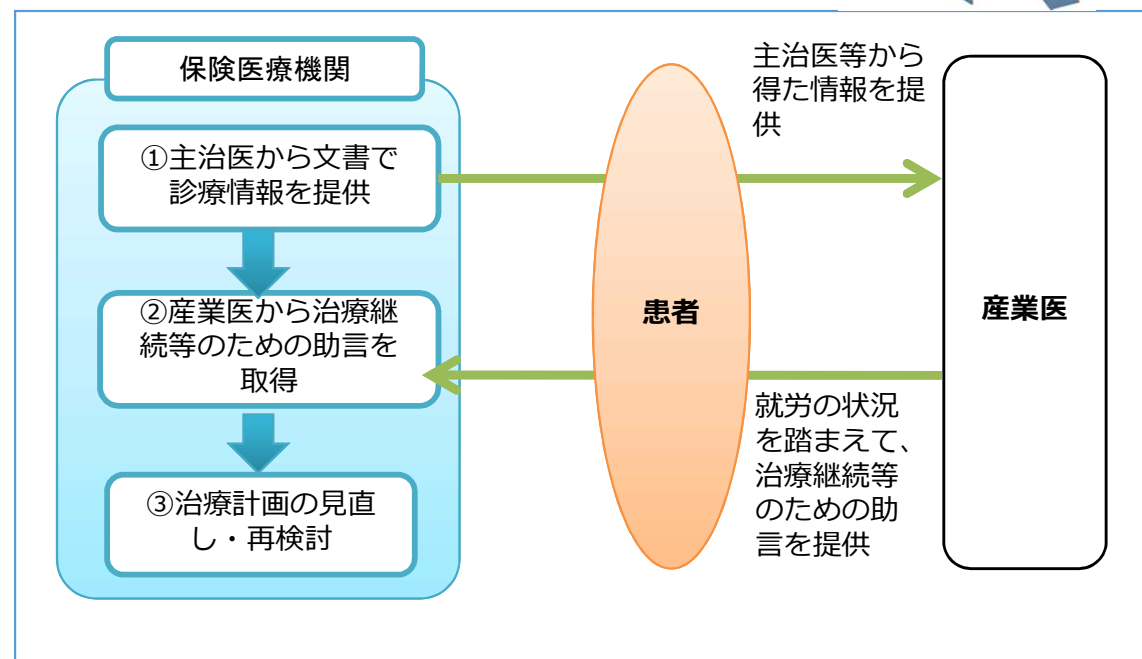 保険医療機関
①主治医から文書で
診療情報を提供
②産業医から治療継
続等のための助言を
取得
③治療計画の見直
し・再検討
患者
主治医等から
得た情報を提
供
産業医
就労の状況
を踏まえて、
治療継続等
のための助
言を提供